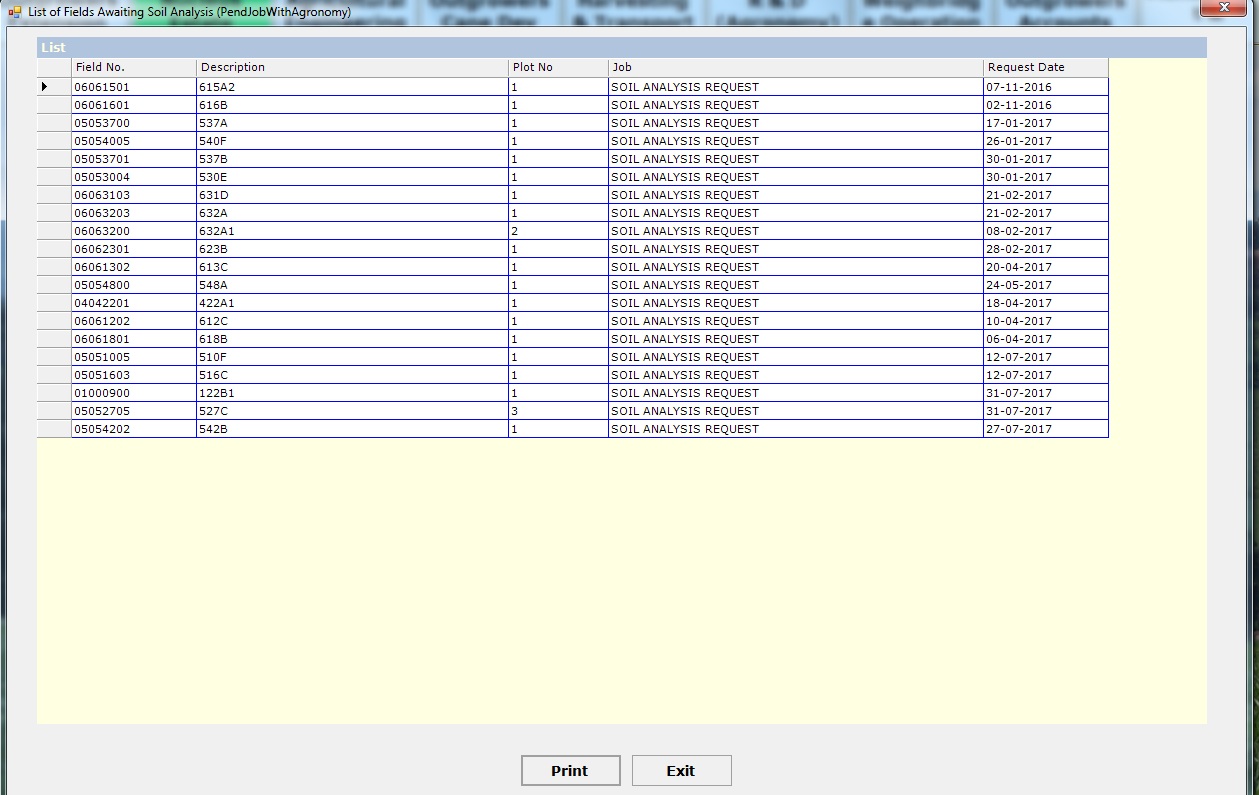 Outgrowers Harvesting R & D Weighbridg Outgrowers
Cane Dev & Transport (Agronomy) e Operation Accounts
List of Fields Awaiting Soil Analysis (PendJobWithAgronomy)
List
Field No. Description Plot No Job Request Date
06061501 615A2 1 SOIL ANALYSIS REQUEST 07-11-2016
06061601 616B 1 SOIL ANALYSIS REQUEST 02-11-2016
05053700 537A 1 SOIL ANALYSIS REQUEST 17-01-2017
05054005 540F 1 SOIL ANALYSIS REQUEST 26-01-2017
05053701 537B 1 SOIL ANALYSIS REQUEST 30-01-2017
05053004 530E 1 SOIL ANALYSIS REQUEST 30-01-2017
06063103 631D 1 SOIL ANALYSIS REQUEST 21-02-2017
06063203 632A 1 SOIL ANALYSIS REQUEST 21-02-2017
06063200 632A1 2 SOIL ANALYSIS REQUEST 08-02-2017
06062301 623B 1 SOIL ANALYSIS REQUEST 28-02-2017
06061302 613C 1 SOIL ANALYSIS REQUEST 20-04-2017
05054800 548A 1 SOIL ANALYSIS REQUEST 24-05-2017
04042201 422A1 1 SOIL ANALYSIS REQUEST 18-04-2017
06061202 612C 1 SOIL ANALYSIS REQUEST 10-04-2017
06061801 618B 1 SOIL ANALYSIS REQUEST 06-04-2017
05051005 510F 1 SOIL ANALYSIS REQUEST 12-07-2017
05051603 516C 1 SOIL ANALYSIS REQUEST 12-07-2017
01000900 122B1 1 SOIL ANALYSIS REQUEST 31-07-2017
05052705 527C 3 SOIL ANALYSIS REQUEST 31-07-2017
05054202 542B 1 SOIL ANALYSIS REQUEST 27-07-2017
Print Exit